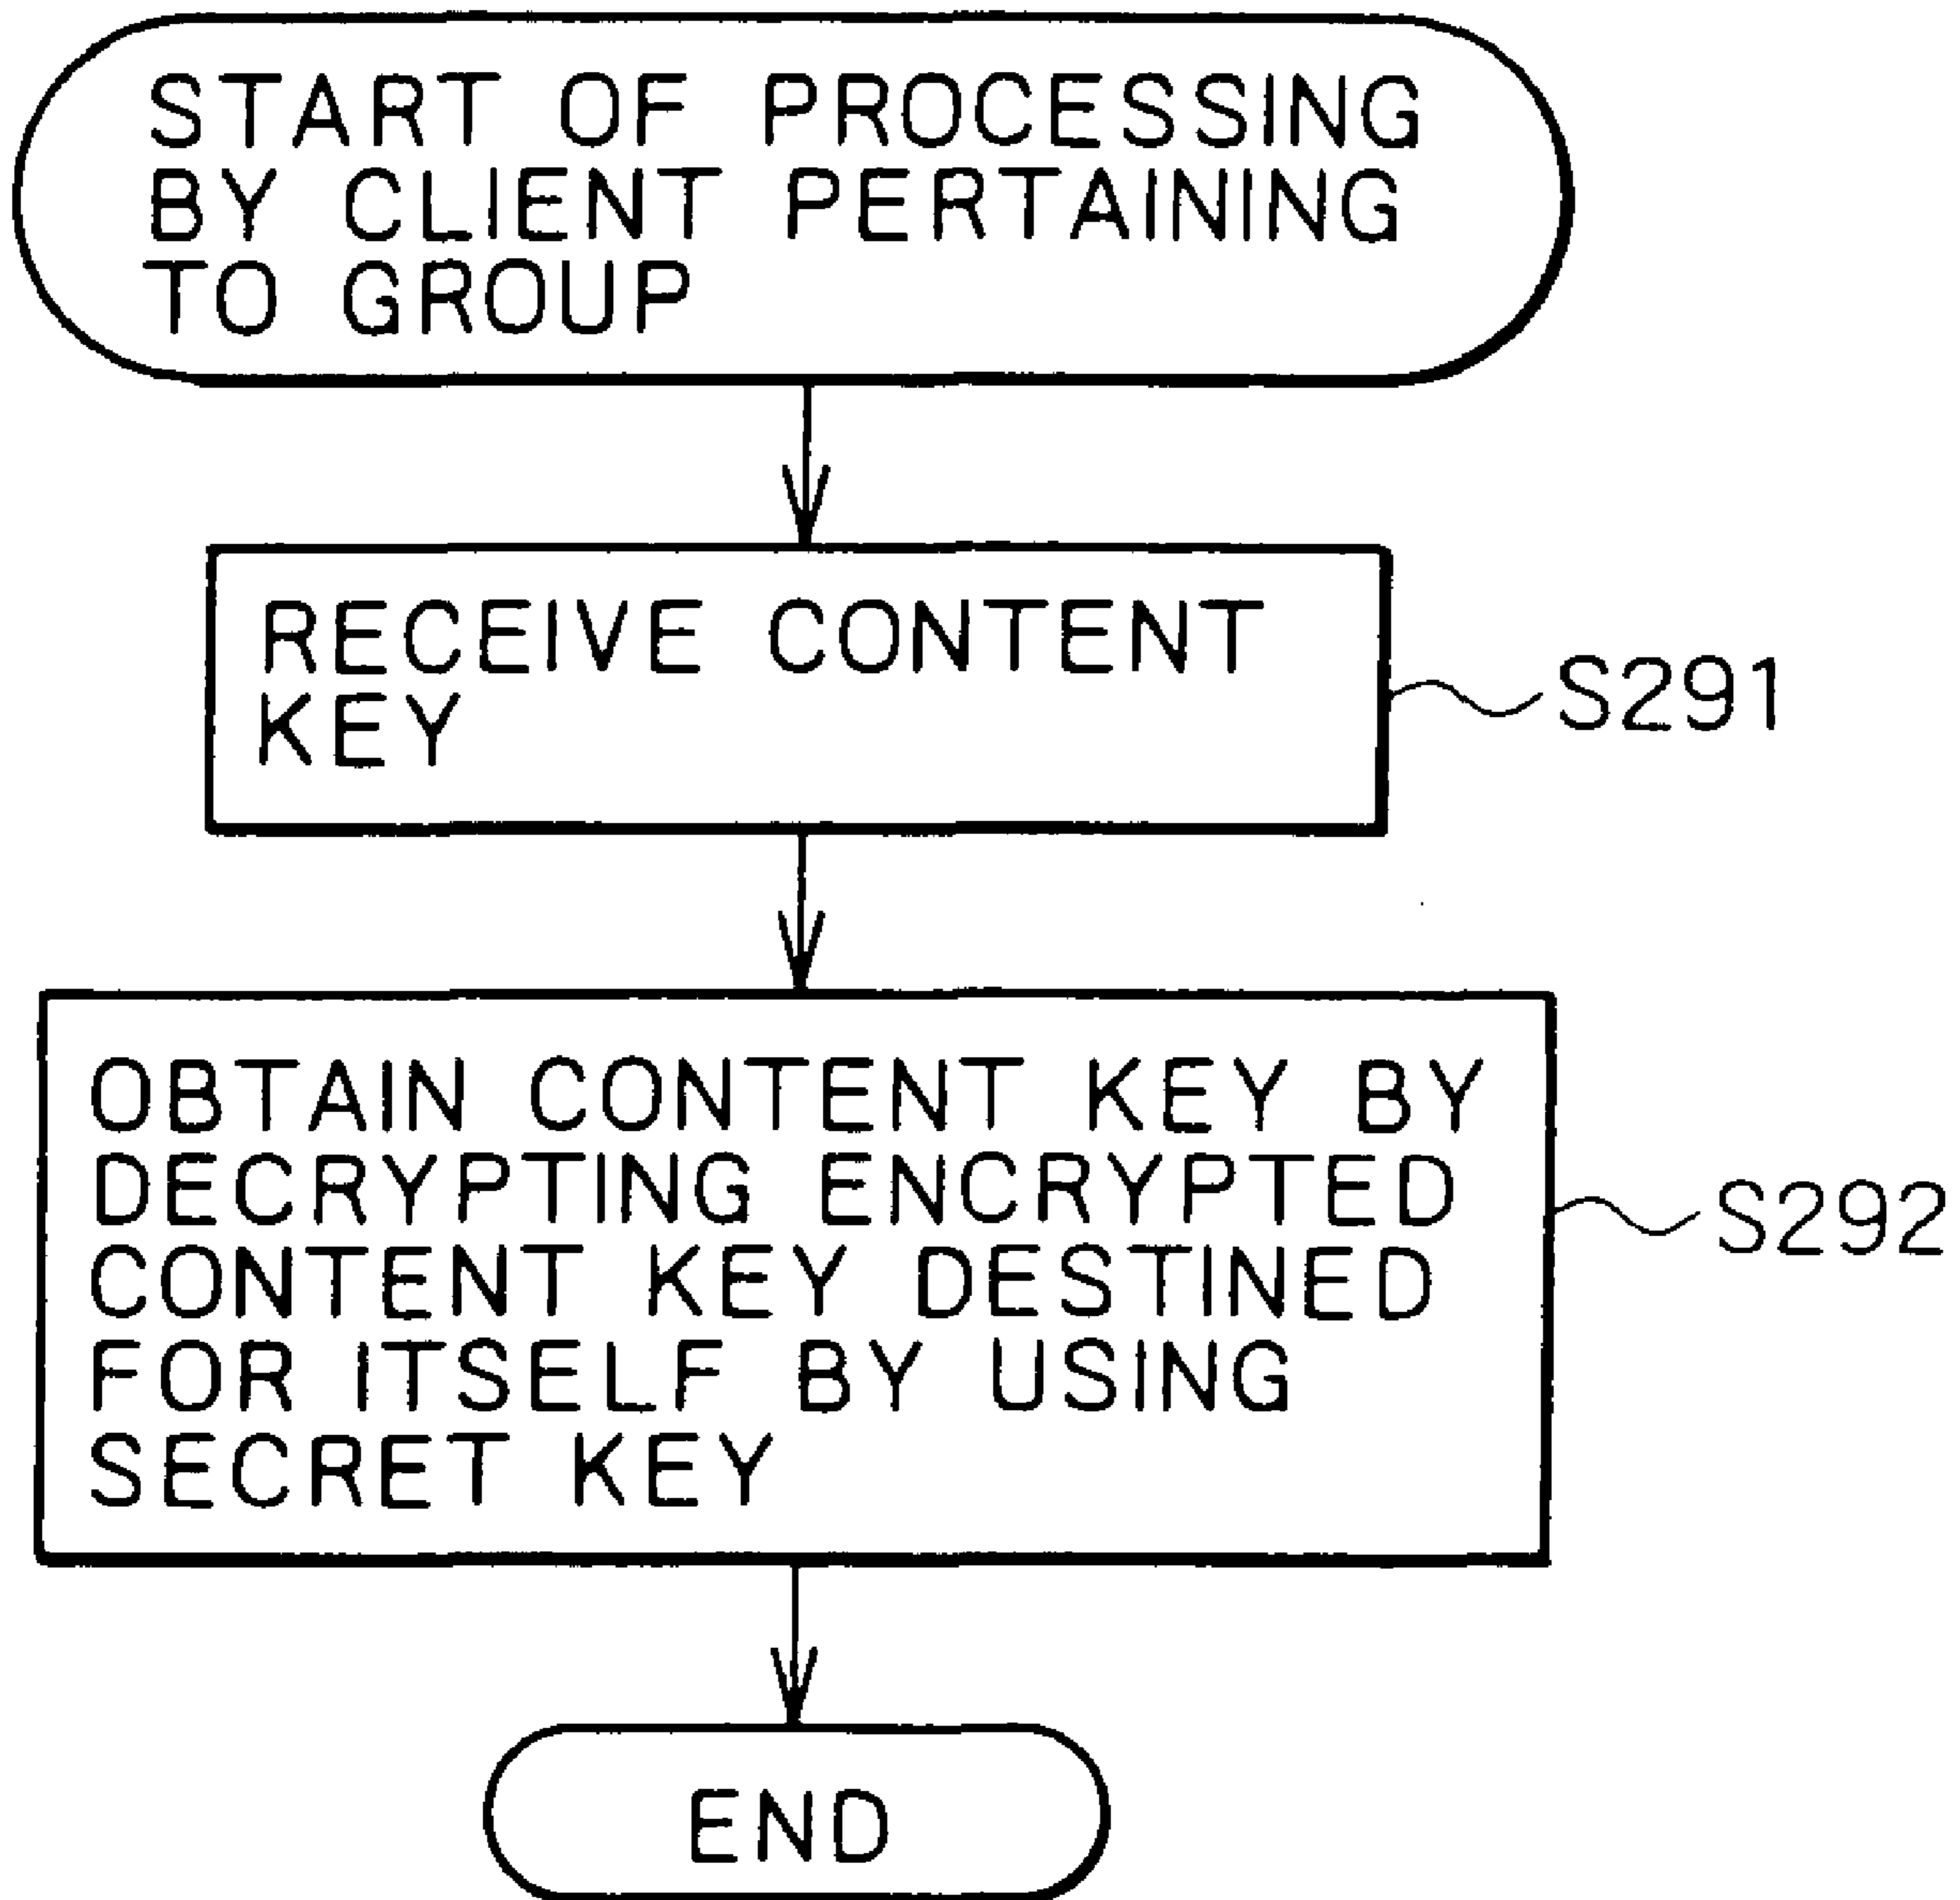 START OF PROCESSING
BY CLIENT PERTAINING
TO GROUP
RECEIVE CONTENT
KEY
S291
OBTAIN CONTENT KEY BY
DECRYPTING ENCRYPTED
CONTENT KEY DESTINED
FOR ITSELF BY USING
SECRET KEY
S292
END